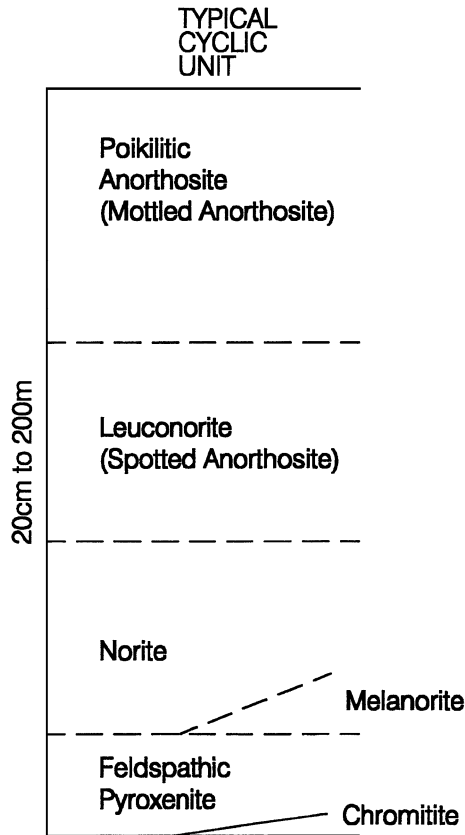 TYPICAL
CYCLIC
UNIT
Poikilitic
Anorthosite
(Mottled Anorthosite)
20cm to 200m
Leuconorite
(Spotted Anorthosite)
Norite
Melanorite
Feldspathic
Pyroxenite
Chromitite